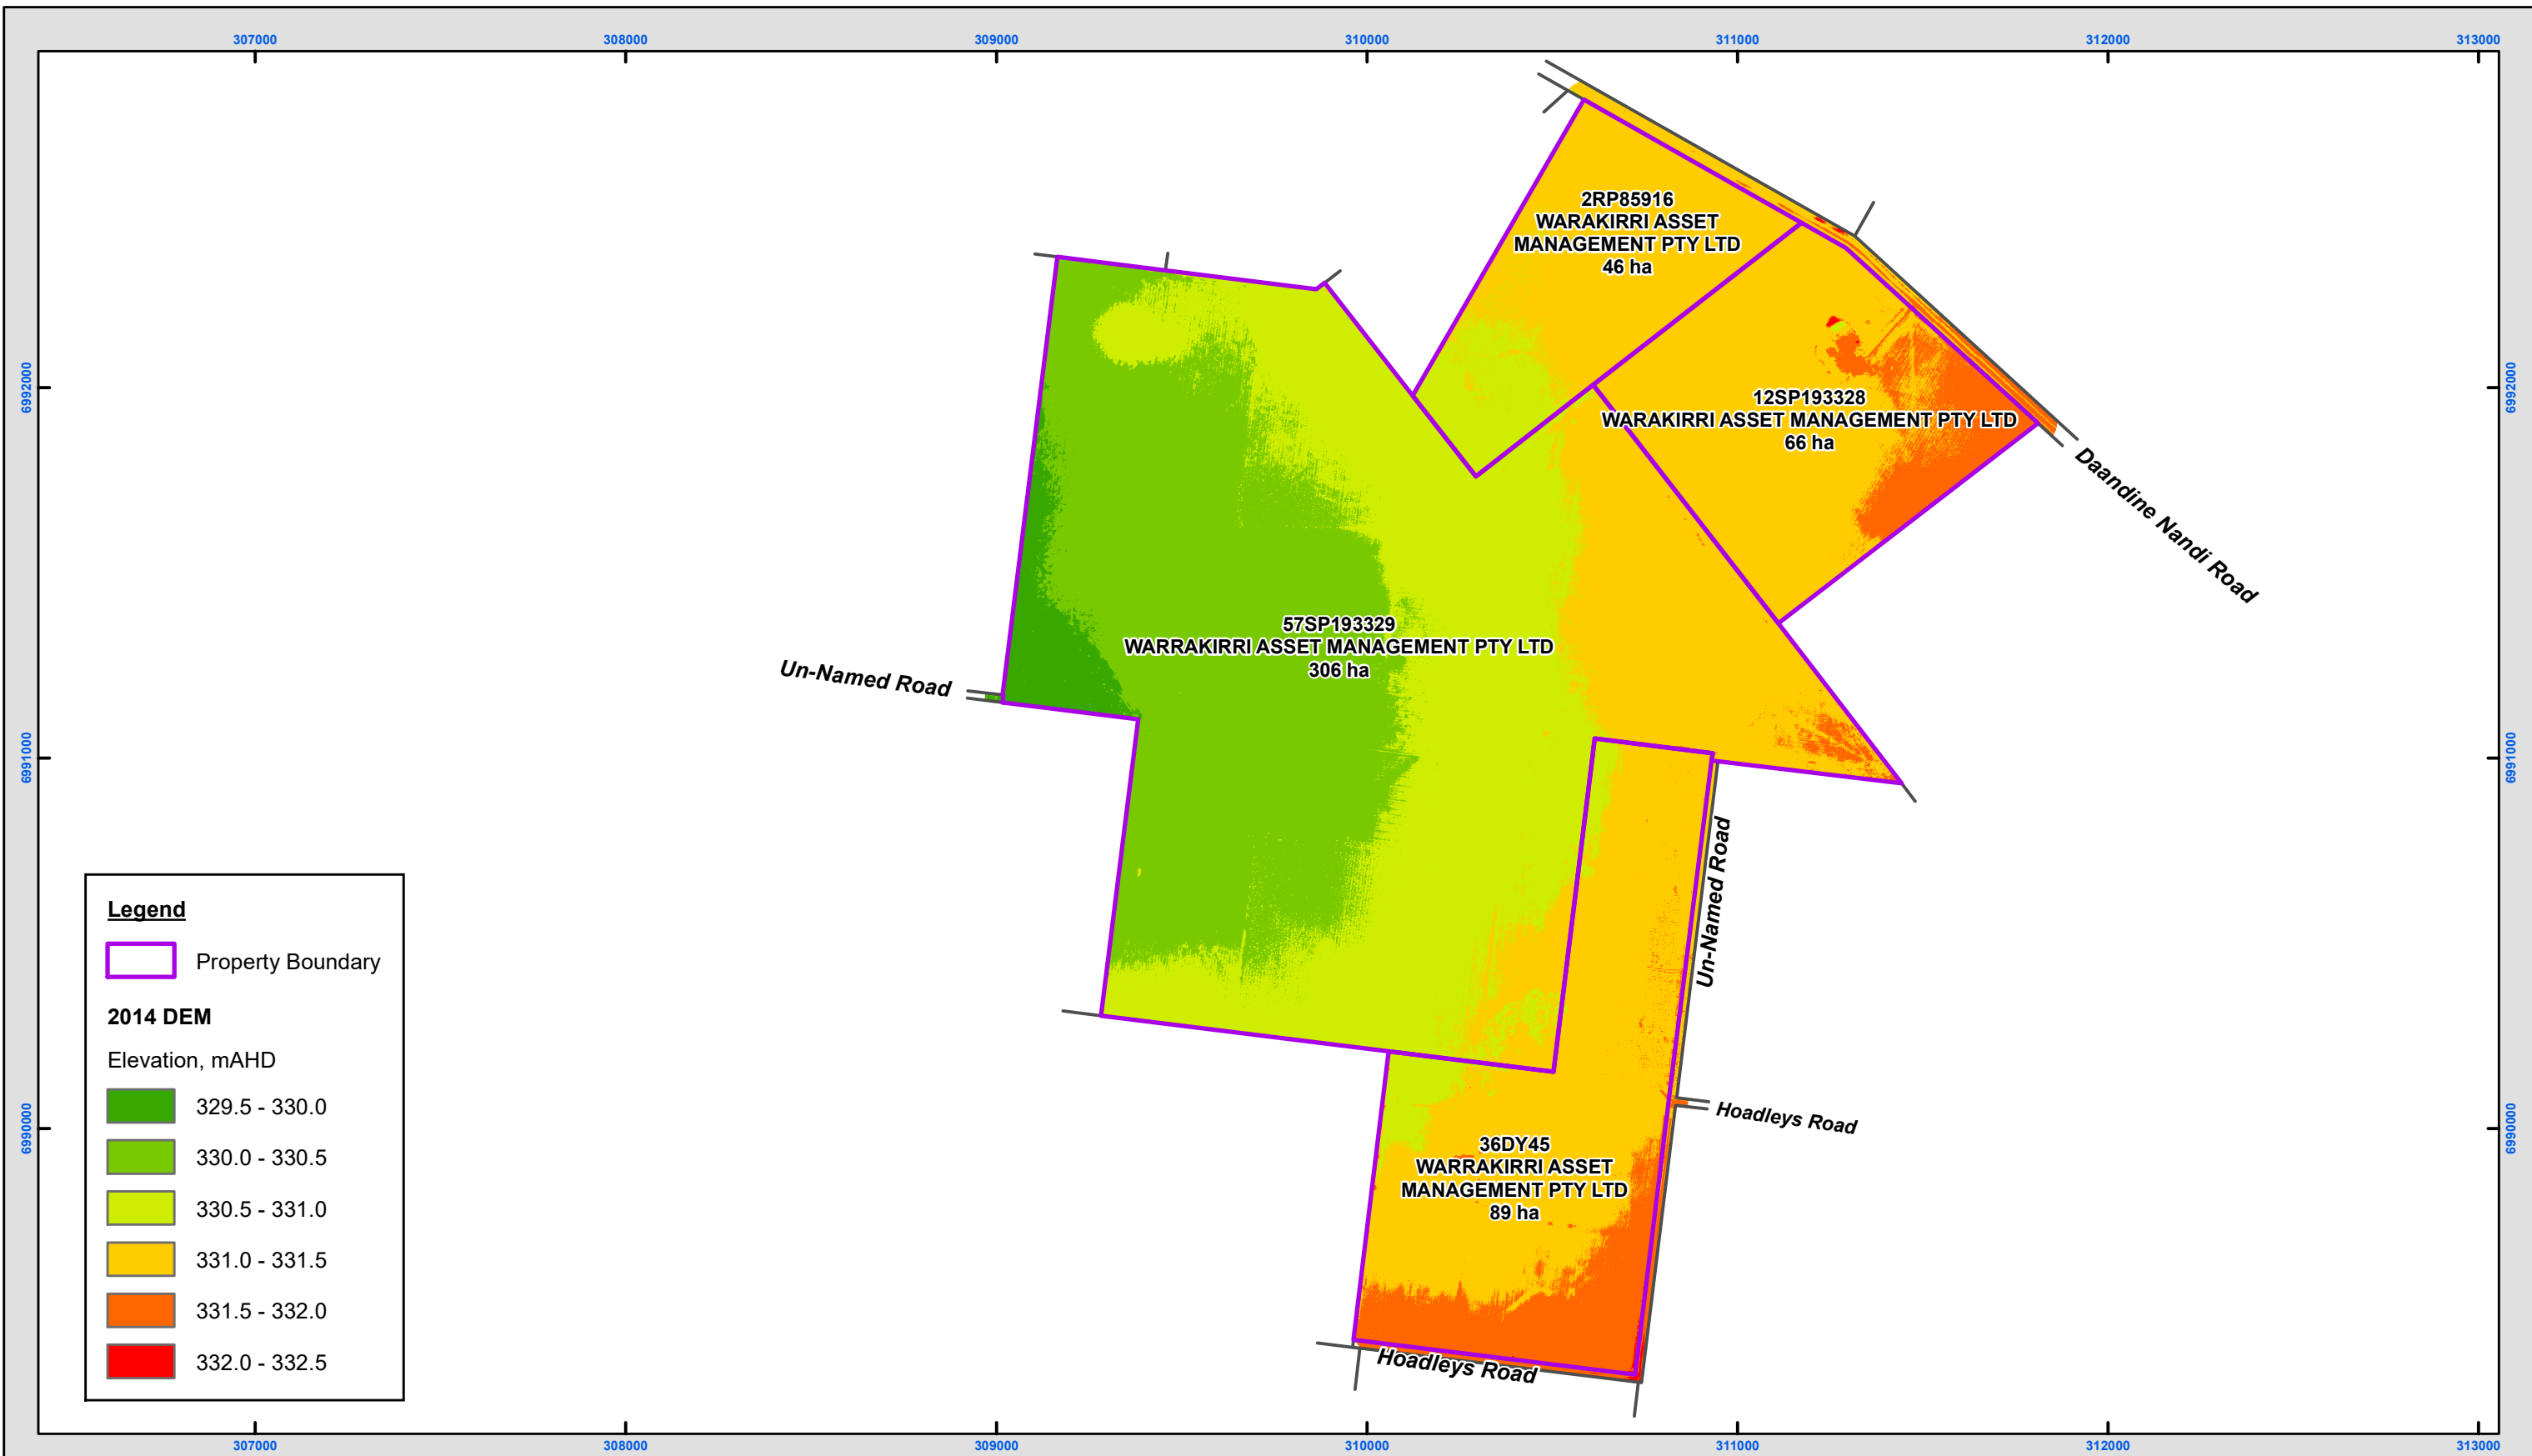 307000 308000 309000 310000 311000 312000 313000
2RP85916
WARAKIRRI ASSET
MANAGEMENT PTY LTD
46 ha
6992000
6992000
12SP193328
WARAKIRRI ASSET MANAGEMENT PTY LTD
66 ha
Daandine Nandi Road
57SP193329
WARRAKIRRI ASSET MANAGEMENT PTY LTD
306 ha
Un-Named Road
6991000
6991000
Un-Named Road
Legend
Property Boundary
2014 DEM
Elevation, mAHD
329.5 - 330.0
330.0 - 330.5
330.5 - 331.0
331.0 - 331.5
331.5 - 332.0
332.0 - 332.5
6990000
6990000
Hoadleys Road
36DY45
WARRAKIRRI ASSET
MANAGEMENT PTY LTD
89 ha
Hoadleys Road
307000 308000 309000 310000 311000 312000 313000